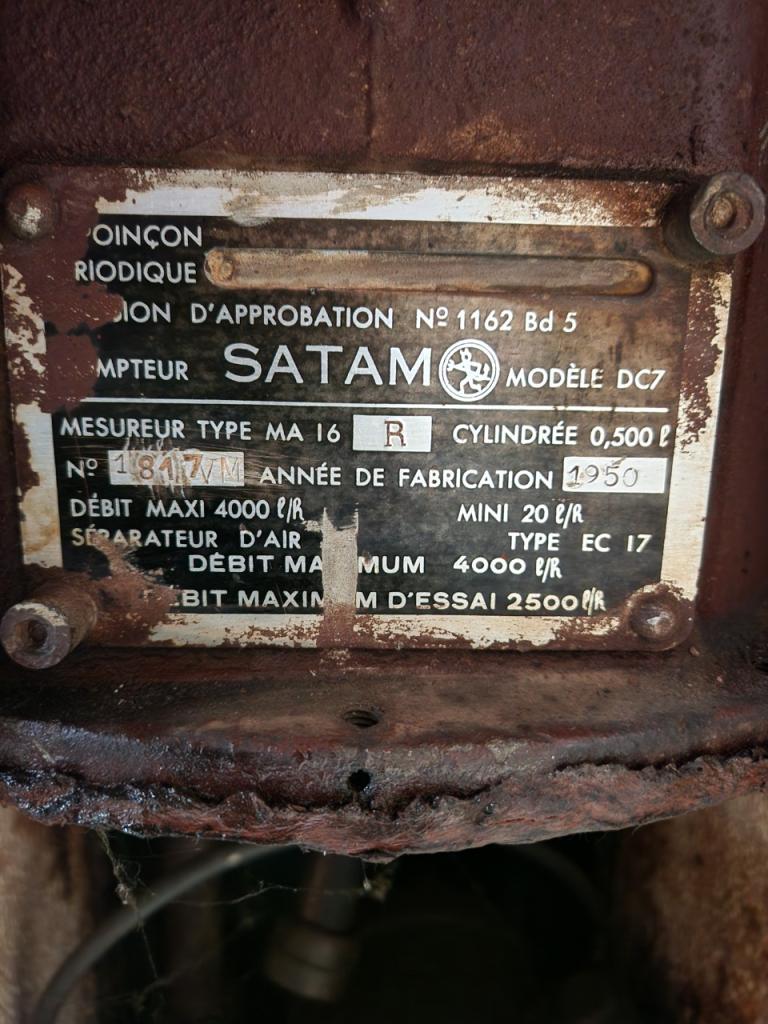 OINÇON
RIODIQUE
SION D'APPROBATION Nº 1162 Bd 5
MPTEUR SATAM MODÈLE DC7
MESUREUR TYPE MA 16 R CYLINDRÉE 0,500 ℓ
Nº 1817VM ANNÉE DE FABRICATION 1950
DÉBIT MAXI 4000 ℓ/R MINI 20 ℓ/R
SÉPARATEUR D'AIR TYPE EC 17
DÉBIT MA MUM 4000 ℓ/R
BIT MAXIM M D'ESSAI 2500 ℓ/R